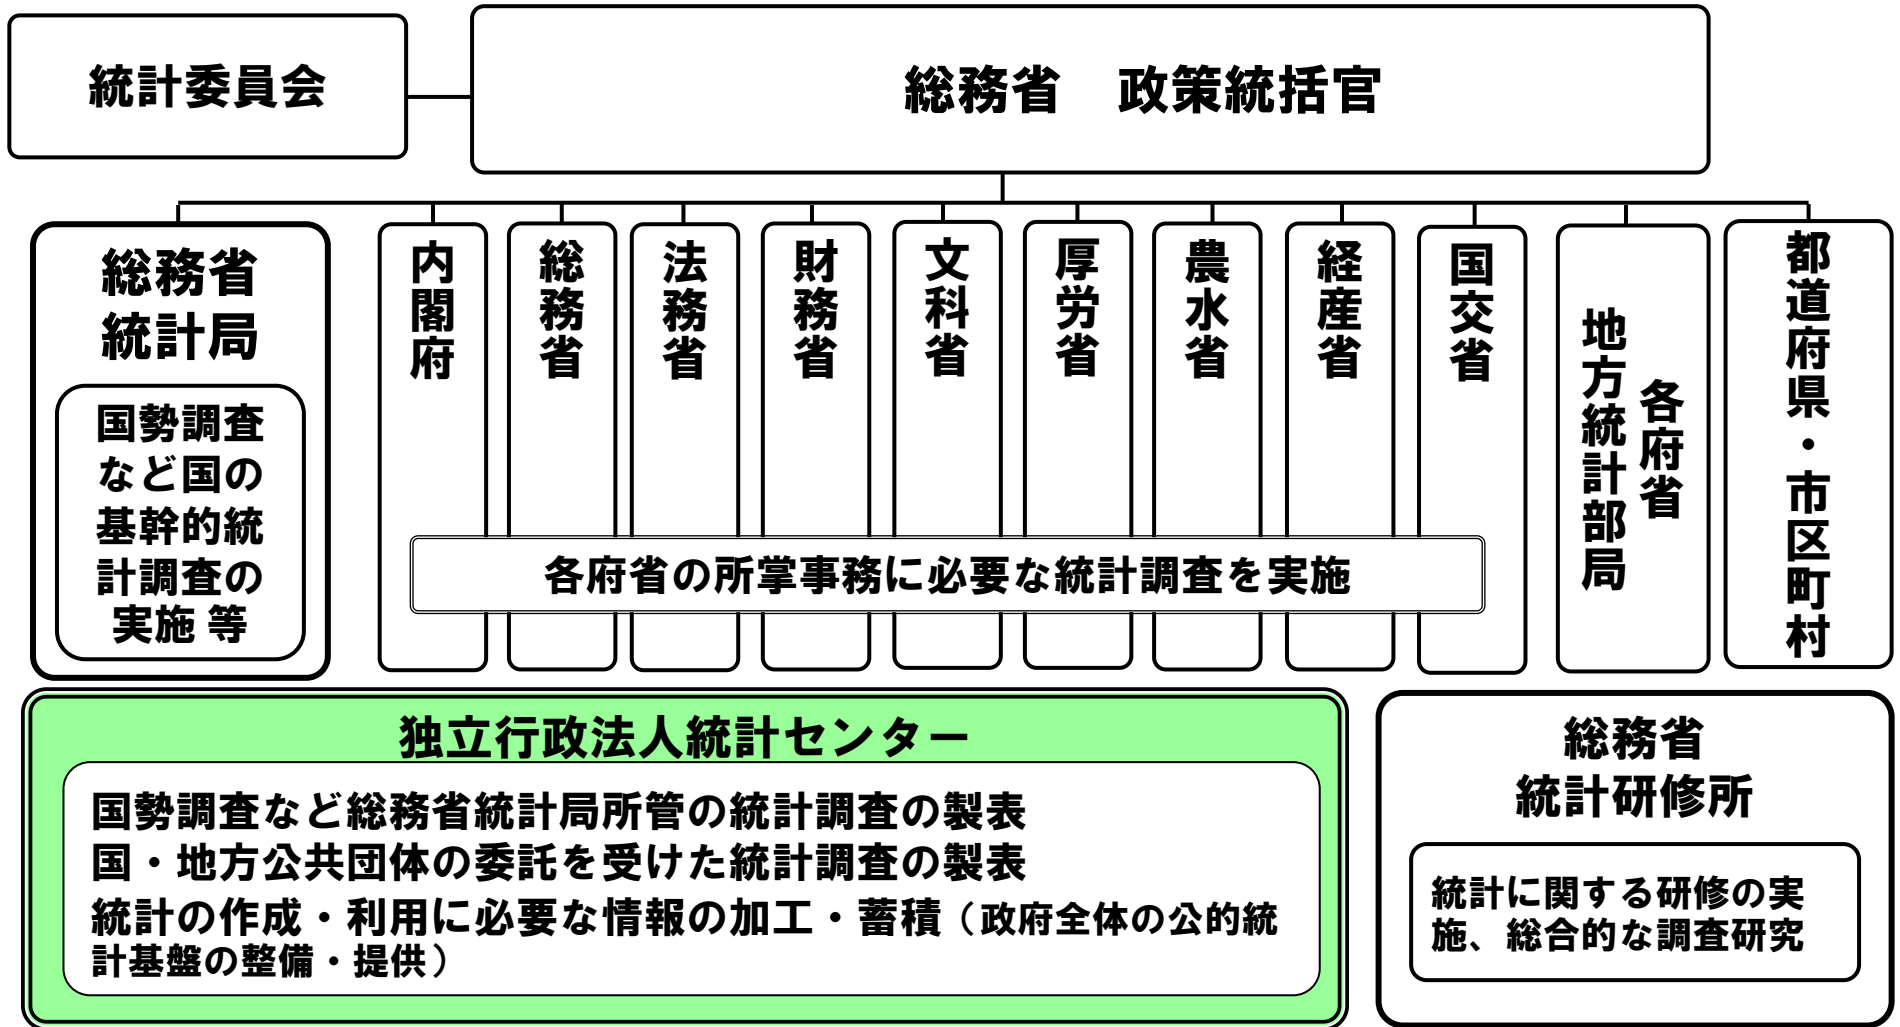 統計委員会
総務省　政策統括官
総務省
統計局
国勢調査
など国の
基幹的統
計調査の
実施 等
内閣府
総務省
法務省
財務省
文科省
厚労省
農水省
経産省
国交省
各府省
地方統計部局
都道府県・市区町村
各府省の所掌事務に必要な統計調査を実施
独立行政法人統計センター
国勢調査など総務省統計局所管の統計調査の製表
国・地方公共団体の委託を受けた統計調査の製表
統計の作成・利用に必要な情報の加工・蓄積（政府全体の公的統
計基盤の整備・提供）
総務省
統計研修所
統計に関する研修の実
施、総合的な調査研究